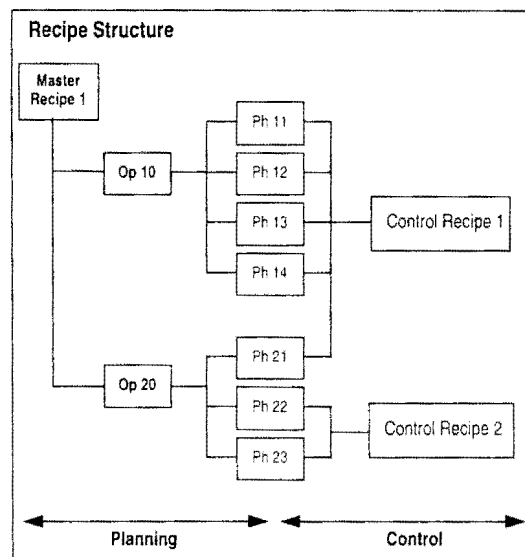 Recipe Structure
Master
Recipe 1
Ph 11
Op 10
Ph 12
Ph 13
Control Recipe 1
Ph 14
Ph 21
Op 20
Ph 22
Control Recipe 2
Ph 23
Planning
Control